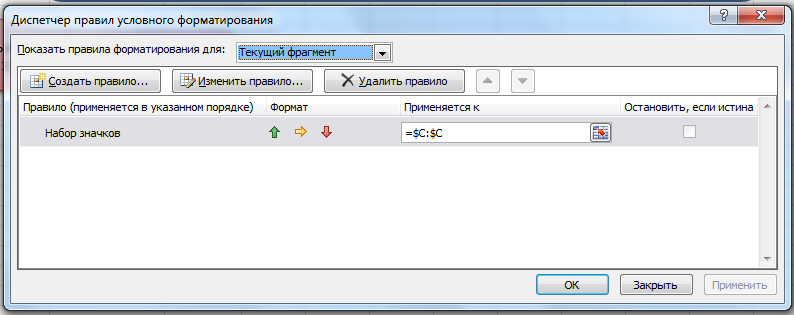 Диспетчер правил условного форматирования
Показать правила форматирования для: Текущий фрагмент
Создать правило... Изменить правило... Удалить правило
Правило (применяется в указанном порядке) Формат Применяется к Остановить, если истина
Набор значков =$C:$C
ОК Закрыть Применить